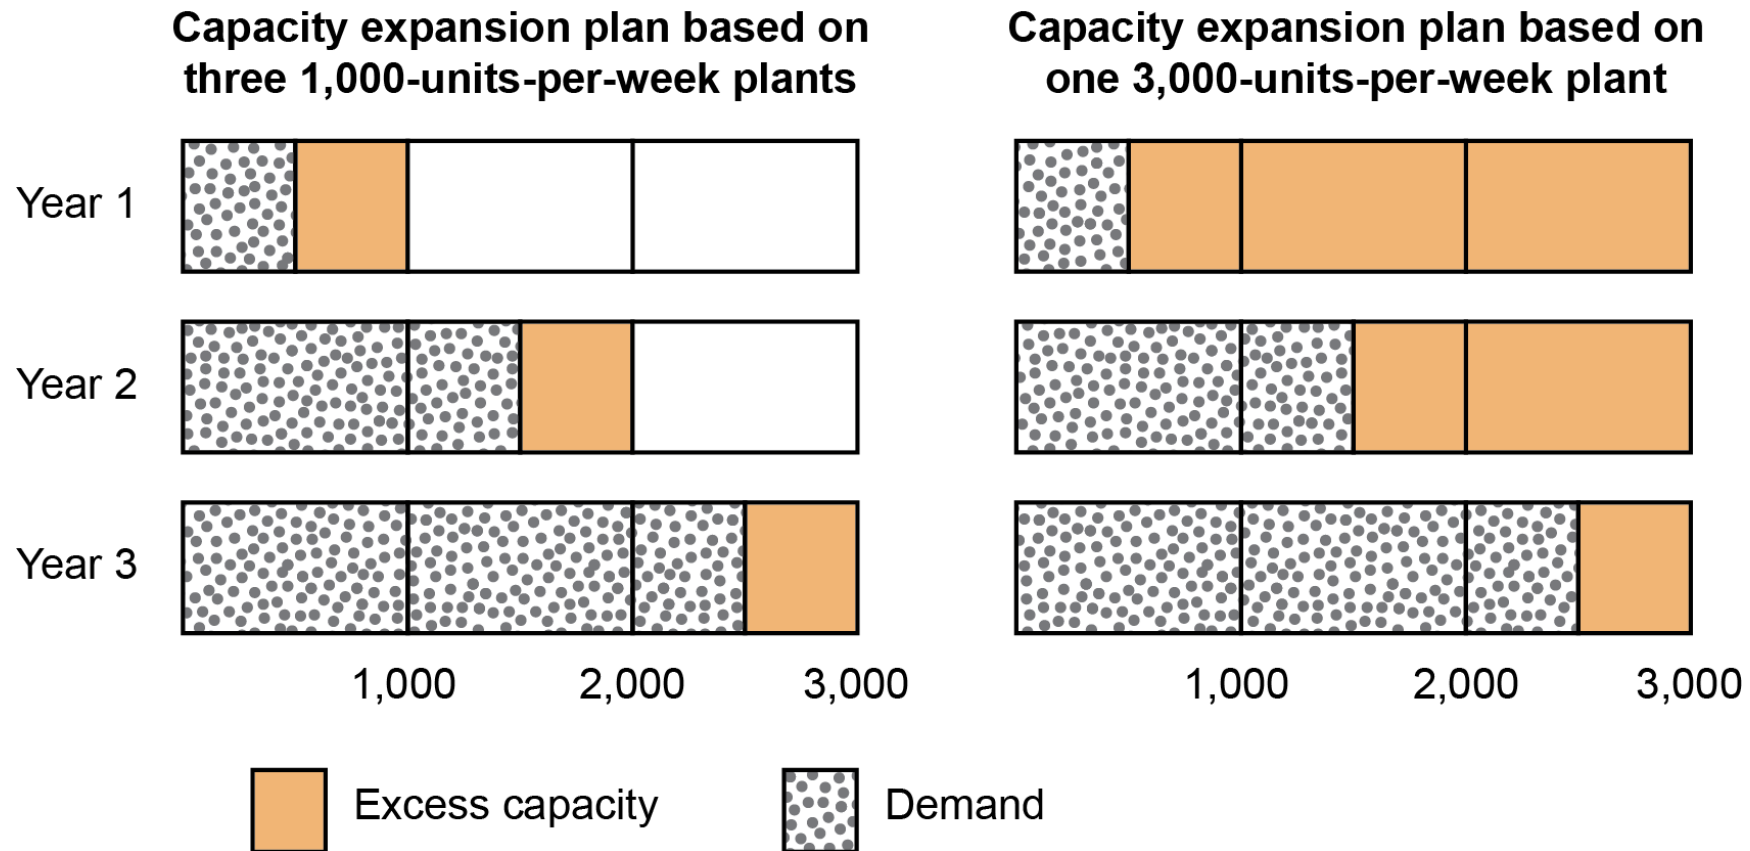 Capacity expansion plan based on
three 1,000-units-per-week plants
Capacity expansion plan based on
one 3,000-units-per-week plant
Year 1
Year 2
Year 3
1,000 2,000 3,000
1,000 2,000 3,000
Excess capacity
Demand